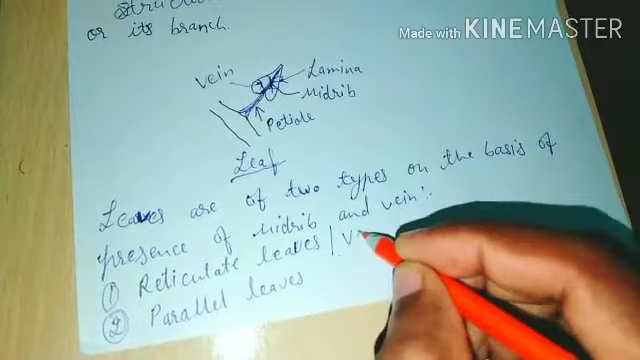 or its branch.
Made with KINEMASTER
Vein
Lamina
Midrib
Petiole
Leaf
Leaves are of two types on the basis of
presence of Midrib and vein:
① Reticulate leaves | V
② Parallel leaves